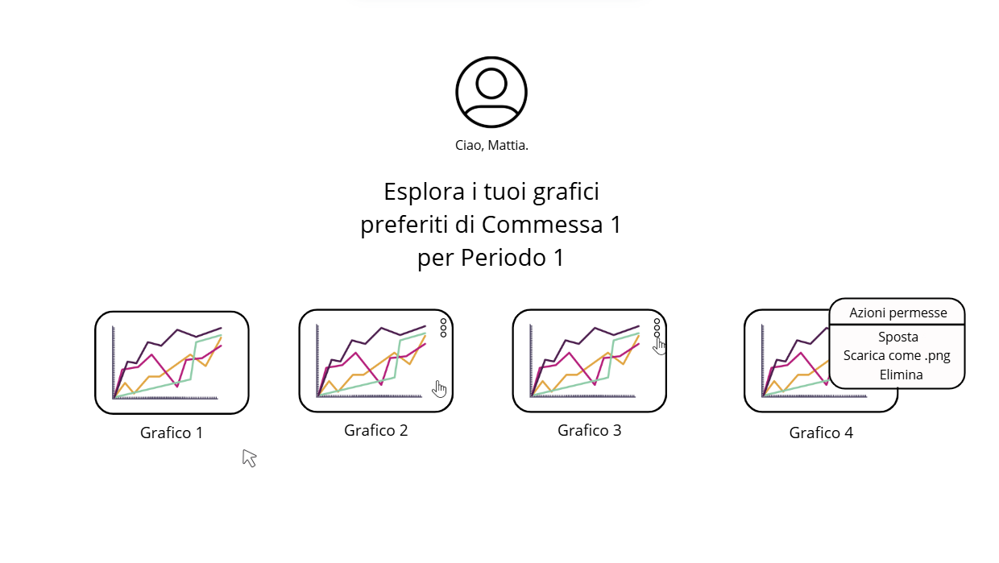 Ciao, Mattia.
Esplora i tuoi grafici
preferiti di Commessa 1
per Periodo 1
Grafico 1
Grafico 2
Grafico 3
Azioni permesse
Sposta
Scarica come .png
Elimina
Grafico 4